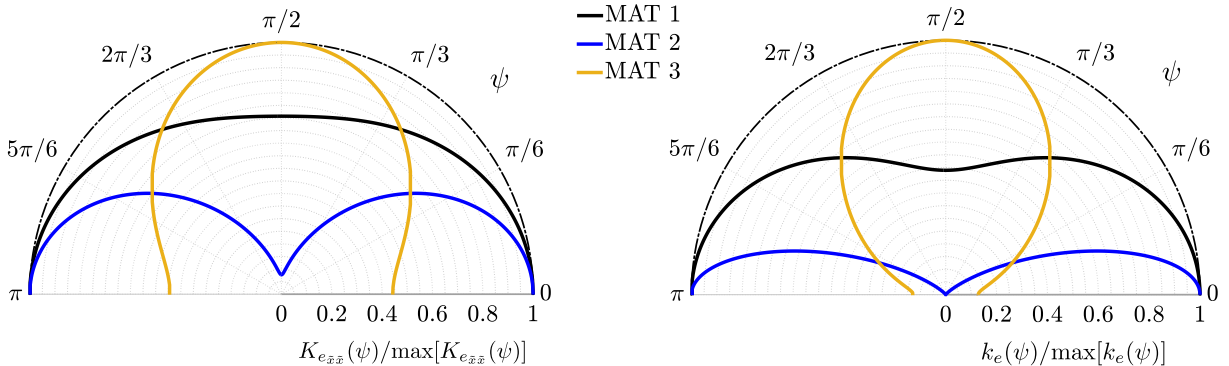 π/2
2π/3
π/3
ψ
5π/6
π/6
π
0
0 0.2 0.4 0.6 0.8 1
K_{e_{x̃x̃}}(ψ)/max[K_{e_{x̃x̃}}(ψ)]
MAT 1
MAT 2
MAT 3
π/2
2π/3
π/3
ψ
5π/6
π/6
π
0
0 0.2 0.4 0.6 0.8 1
k_e(ψ)/max[k_e(ψ)]